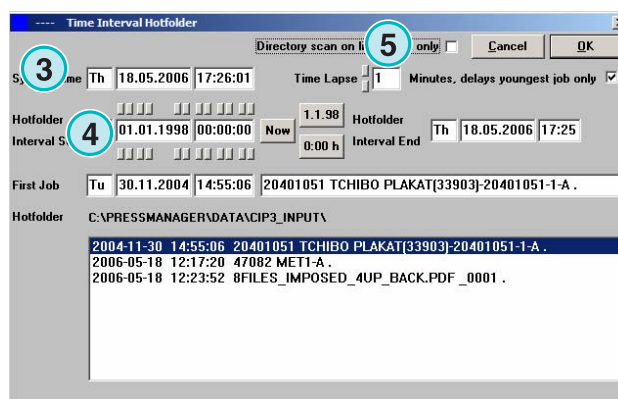 ---- Time Interval Hotfolder
Directory scan on li 5 only Cancel OK
S 3 me Th 18.05.2006 17:26:01 Time Lapse 1 Minutes, delays youngest job only
Hotfolder Interval S 4 01.01.1998 00:00:00 Now 1.1.98 0:00 h Hotfolder Interval End Th 18.05.2006 17:25
First Job Tu 30.11.2004 14:55:06 20401051 TCHIBO PLAKAT(33903)-20401051-1-A .
Hotfolder C:\PRESSMANAGER\DATA\CIP3_INPUT\
2004-11-30 14:55:06 20401051 TCHIBO PLAKAT(33903)-20401051-1-A .
2006-05-18 12:17:20 47082 MET1-A .
2006-05-18 12:23:52 8FILES_IMPOSED_4UP_BACK.PDF _0001 .